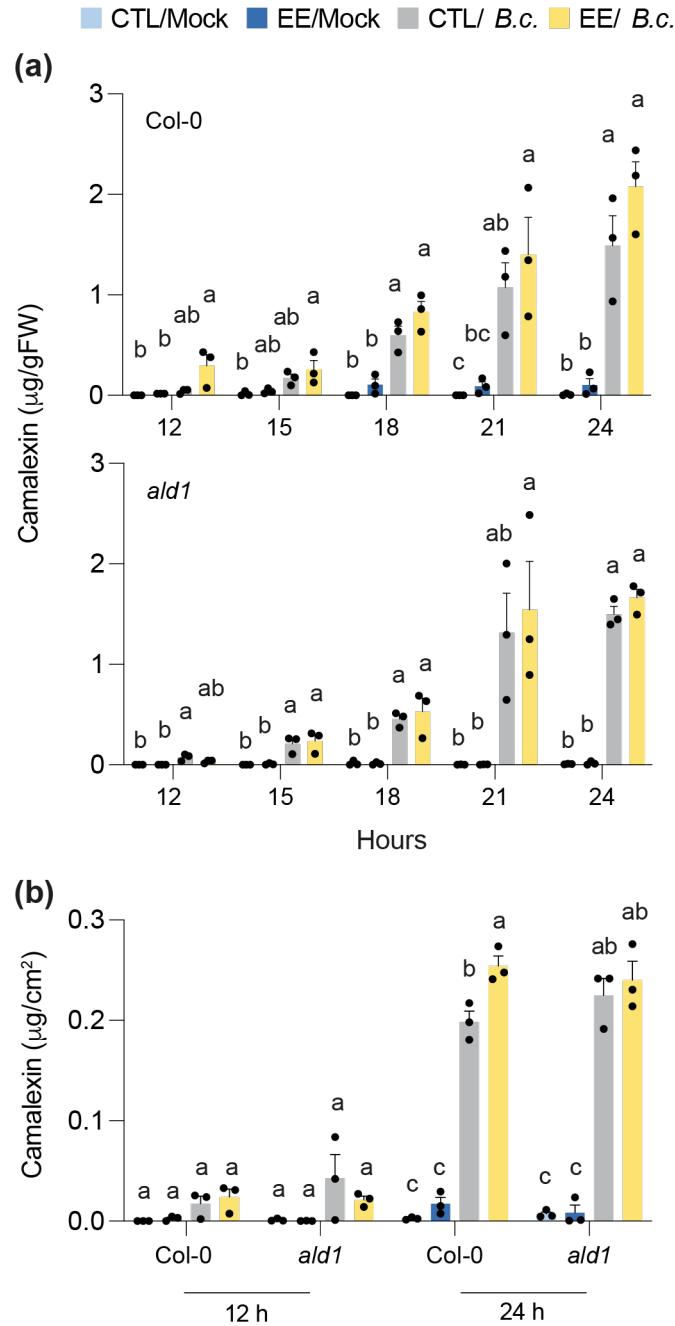 CTL/Mock EE/Mock CTL/ B.c. EE/ B.c.
(a)
Col-0
3
2
1
0
b b ab a
b ab ab a
b b a a
c bc ab a
b b a a
12 15 18 21 24
Camalexin (μg/gFW)
ald1
3
2
1
0
b b a ab
b b a a
b b a a
b b ab a
b b a a
12 15 18 21 24
Hours
(b)
Camalexin (μg/cm²)
0.3
0.2
0.1
0.0
a a a a
a a a a
c c b a
c c ab ab
Col-0 ald1 Col-0 ald1
12 h 24 h